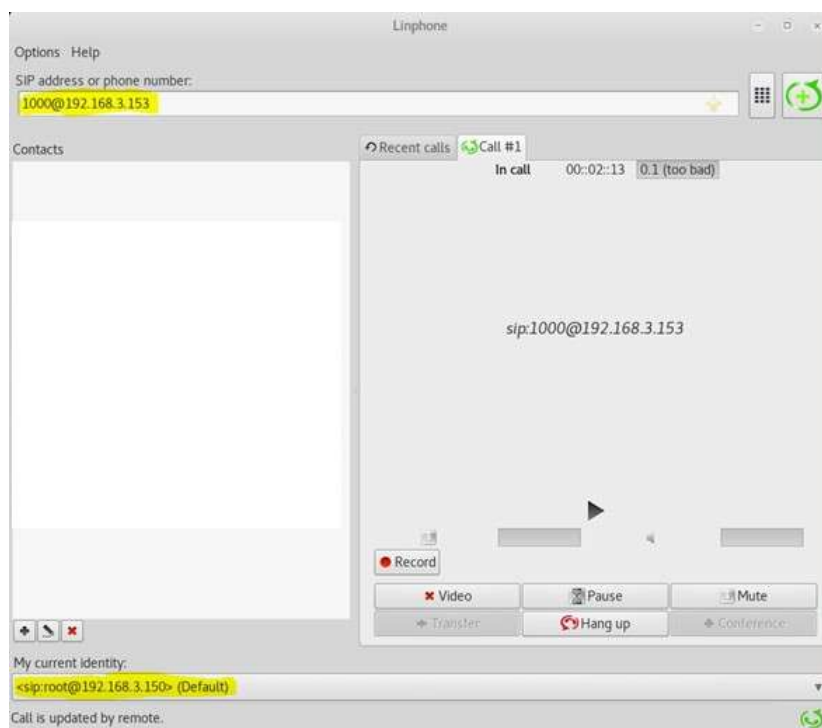 Linphone
Options Help
SIP address or phone number:
1000@192.168.3.153
Contacts
Recent calls Call #1
In call 00::02::13 0.1 (too bad)
sip:1000@192.168.3.153
Record
Video Pause Mute
Transfer Hang up Conference
My current identity:
<sip:root@192.168.3.150> (Default)
Call is updated by remote.